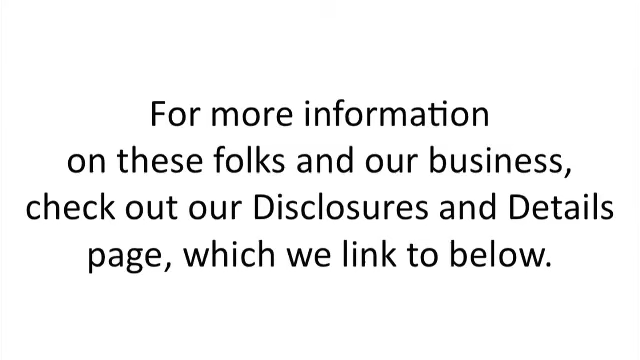 For more information
on these folks and our business,
check out our Disclosures and Details
page, which we link to below.